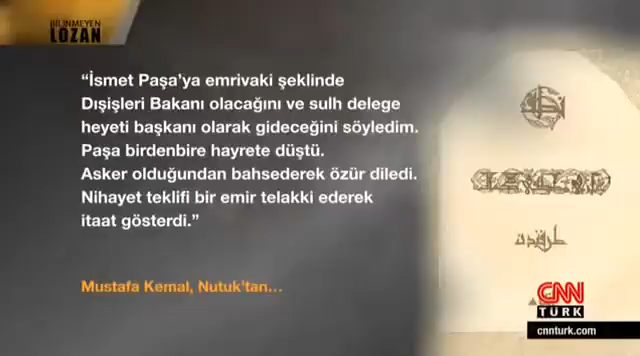 BİLİNMEYEN
LOZAN
“İsmet Paşa’ya emrivaki şeklinde
Dışişleri Bakanı olacağını ve sulh delege
heyeti başkanı olarak gideceğini söyledim.
Paşa birdenbire hayrete düştü.
Asker olduğundan bahsederek özür diledi.
Nihayet teklifi bir emir telakki ederek
itaat gösterdi.”
Mustafa Kemal, Nutuk’tan...
نطق
طرفندن
CNN
TÜRK
cnnturk.com